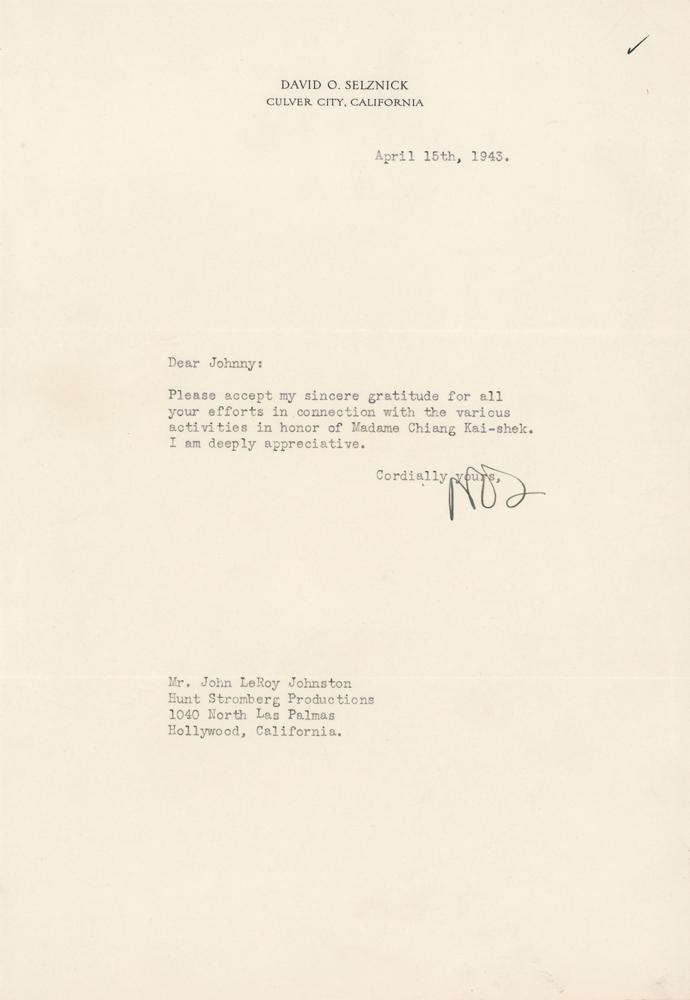 DAVID O. SELZNICK
CULVER CITY, CALIFORNIA
April 15th, 1943.
Dear Johnny:
Please accept my sincere gratitude for all
your efforts in connection with the various
activities in honor of Madame Chiang Kai-shek.
I am deeply appreciative.
Cordially yours,
DOS
Mr. John LeRoy Johnston
Hunt Stromberg Productions
1040 North Las Palmas
Hollywood, California.